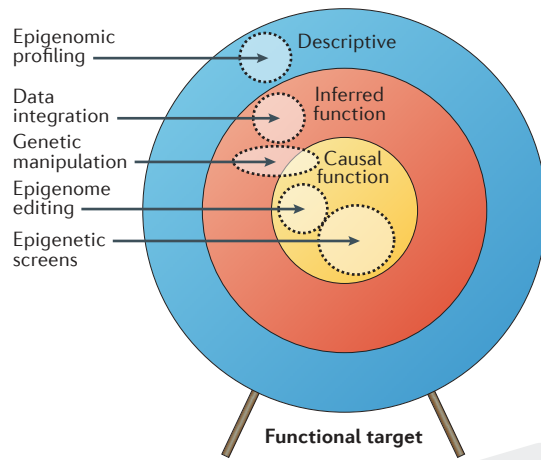 Epigenomic
profiling
Descriptive
Data
integration
Inferred
function
Genetic
manipulation
Causal
function
Epigenome
editing
Epigenetic
screens
Functional target